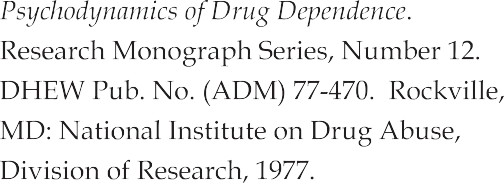 Psychodynamics of Drug Dependence.
Research Monograph Series, Number 12.
DHEW Pub. No. (ADM) 77-470. Rockville,
MD: National Institute on Drug Abuse,
Division of Research, 1977.